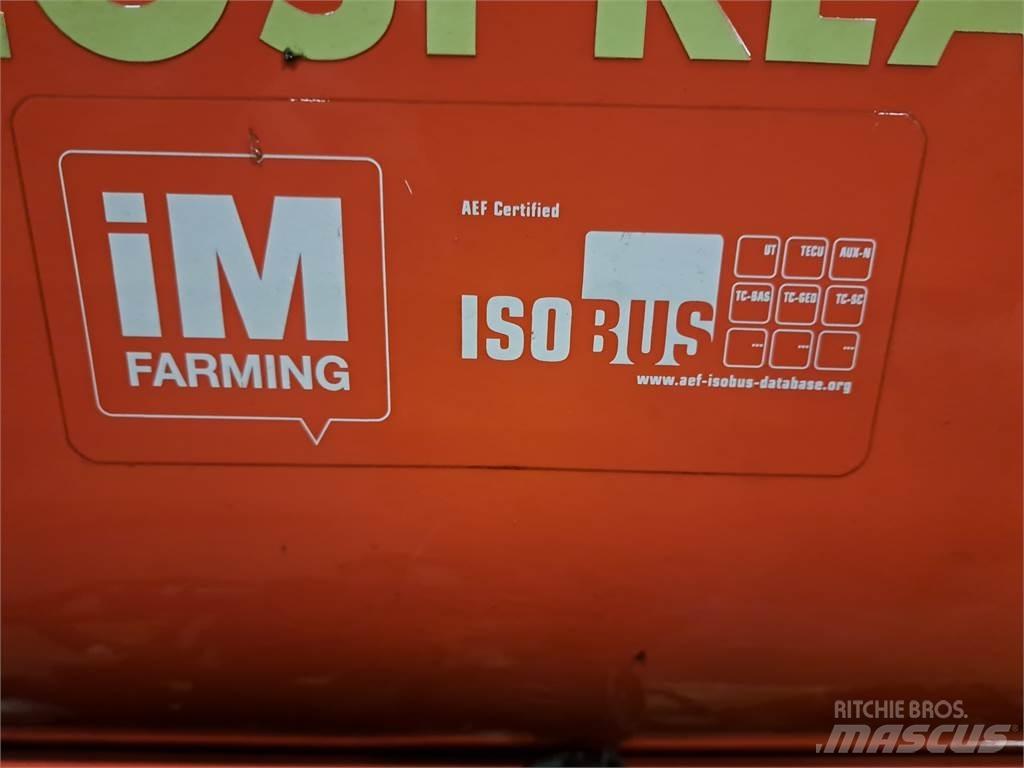 iM
FARMING
AEF Certified
ISOBUS
UT TECU AUX-N
TC-BAS TC-GEO TC-SC
... ... ...
www.aef-isobus-database.org
RITCHIE BROS.
MASCUS